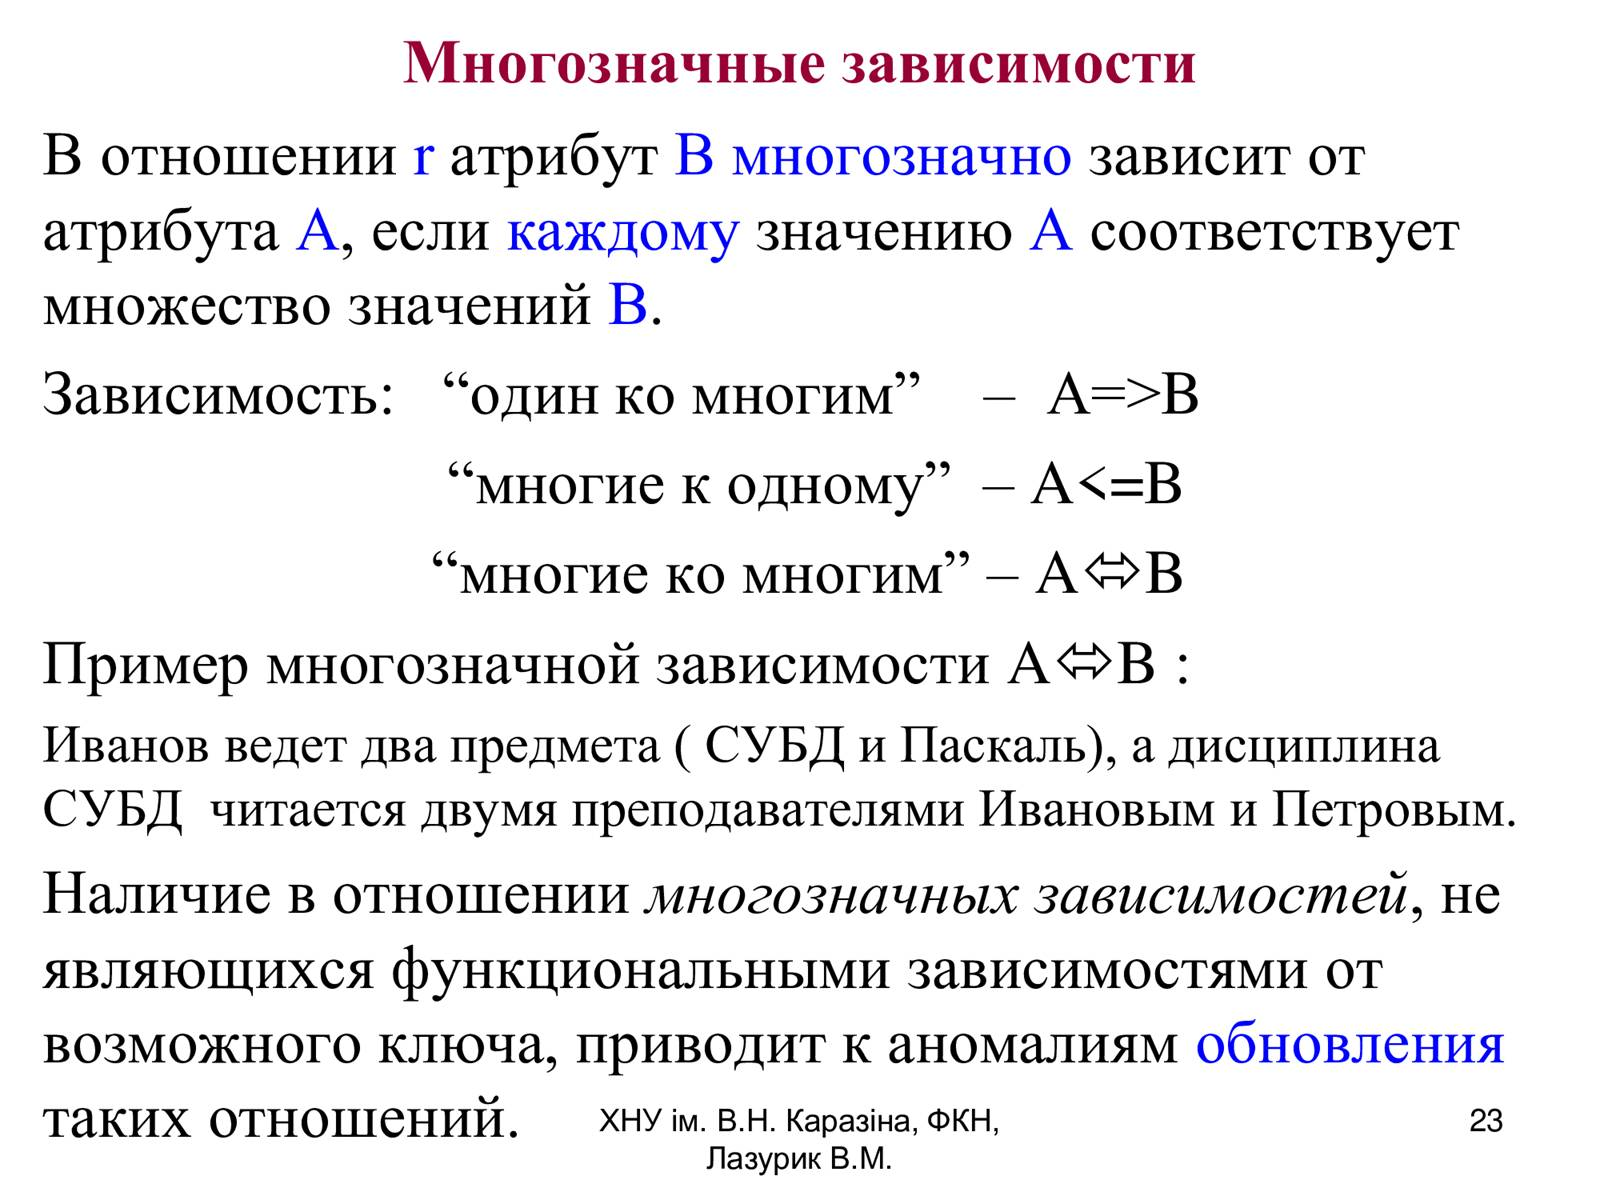 Многозначные зависимости
В отношении r атрибут В многозначно зависит от
атрибута А, если каждому значению А соответствует
множество значений В.
Зависимость: “один ко многим” – А=>В
“многие к одному” – А<=В
“многие ко многим” – А⬄В
Пример многозначной зависимости А⬄В :
Иванов ведет два предмета ( СУБД и Паскаль), а дисциплина
СУБД читается двумя преподавателями Ивановым и Петровым.
Наличие в отношении многозначных зависимостей, не
являющихся функциональными зависимостями от
возможного ключа, приводит к аномалиям обновления
таких отношений.
ХНУ ім. В.Н. Каразіна, ФКН,
Лазурик В.М.
23